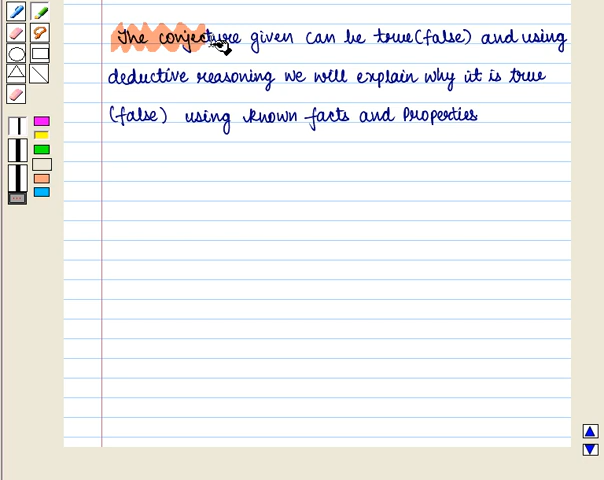 The conjecture given can be true(false) and using
deductive reasoning we will explain why it is true
(false) using known facts and Properties